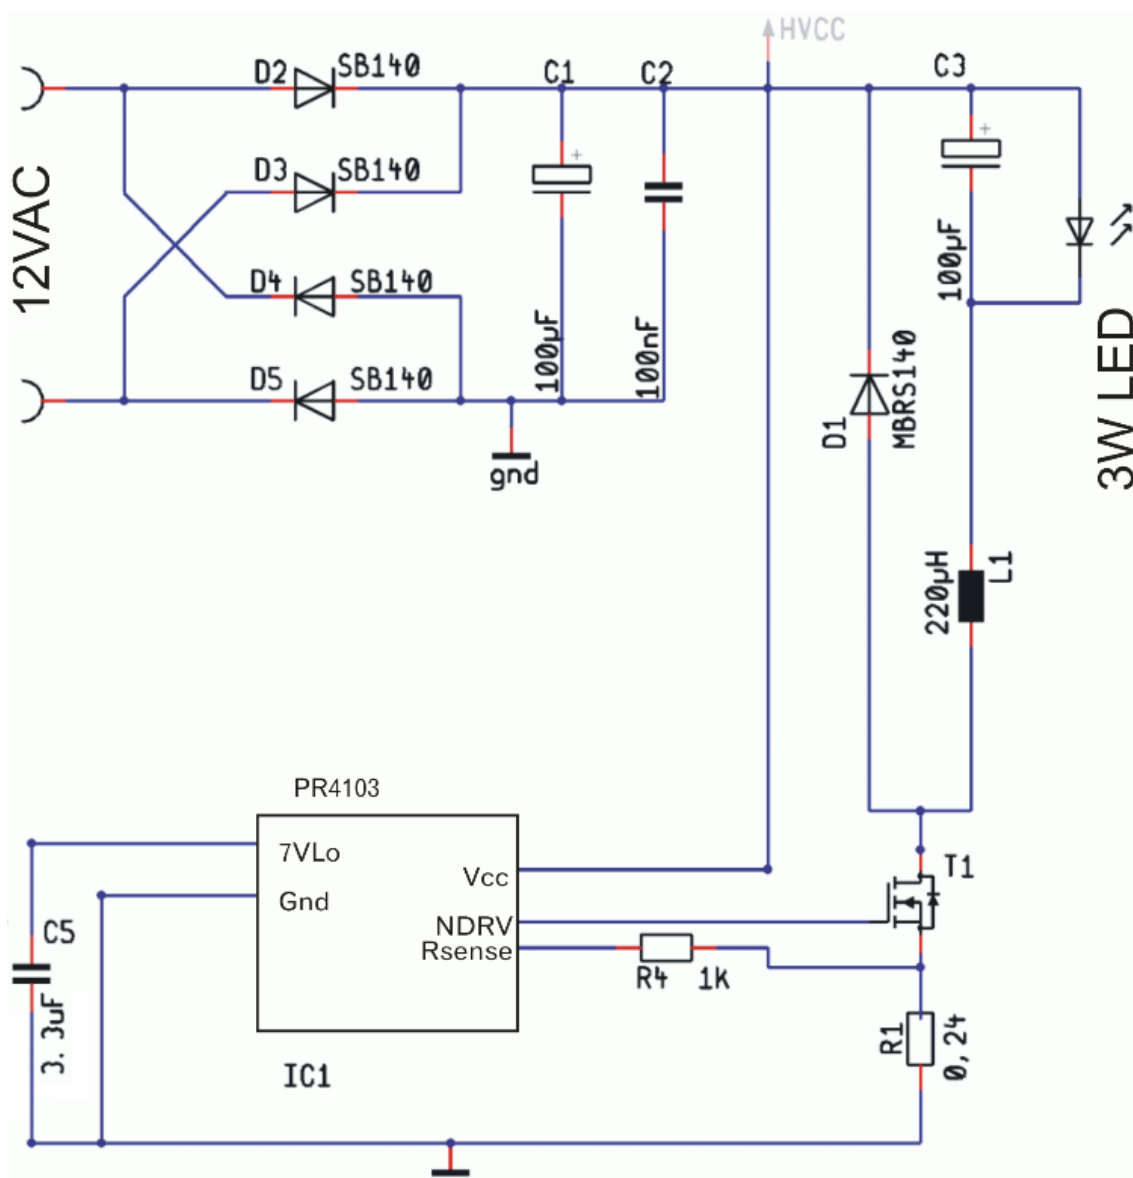 HVCC
D2 SB140
C1
C2
C3
+
+
D3 SB140
12VAC
100µF
D4 SB140
100µF
100nF
D5 SB140
D1
MBRS140
3W LED
gnd
220µH
L1
PR4103
7VLo
Vcc
T1
Gnd
NDRV
Rsense
C5
R4 1K
3.3uF
R1
0,24
IC1